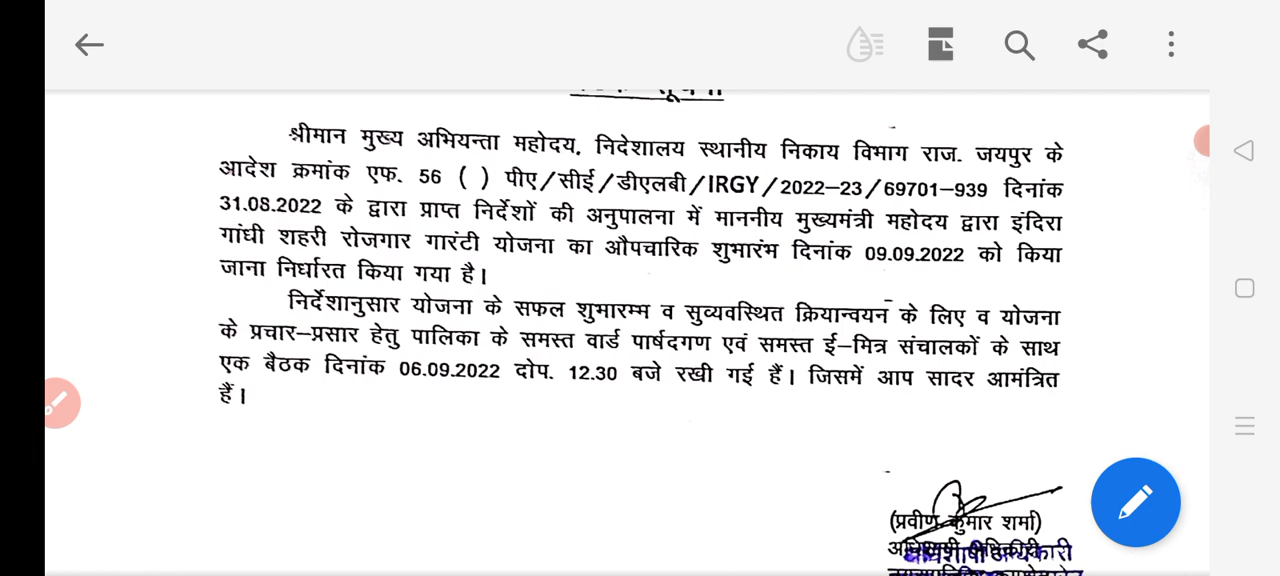 श्रीमान मुख्य अभियन्ता महोदय, निदेशालय स्थानीय निकाय विभाग राज. जयपुर के
आदेश क्रमांक एफ. 56 ( ) पीए/सीई/डीएलबी/IRGY/2022-23/69701-939 दिनांक
31.08.2022 के द्वारा प्राप्त निर्देशों की अनुपालना में माननीय मुख्यमंत्री महोदय द्वारा इंदिरा
गांधी शहरी रोजगार गारंटी योजना का औपचारिक शुभारंभ दिनांक 09.09.2022 को किया
जाना निर्धारत किया गया है।
निर्देशानुसार योजना के सफल शुभारम्भ व सुव्यवस्थित क्रियान्वयन के लिए व योजना
के प्रचार-प्रसार हेतु पालिका के समस्त वार्ड पार्षदगण एवं समस्त ई-मित्र संचालकों के साथ
एक बैठक दिनांक 06.09.2022 दोप. 12.30 बजे रखी गई हैं। जिसमें आप सादर आमंत्रित
हैं।
(प्रवीण कुमार शर्मा)